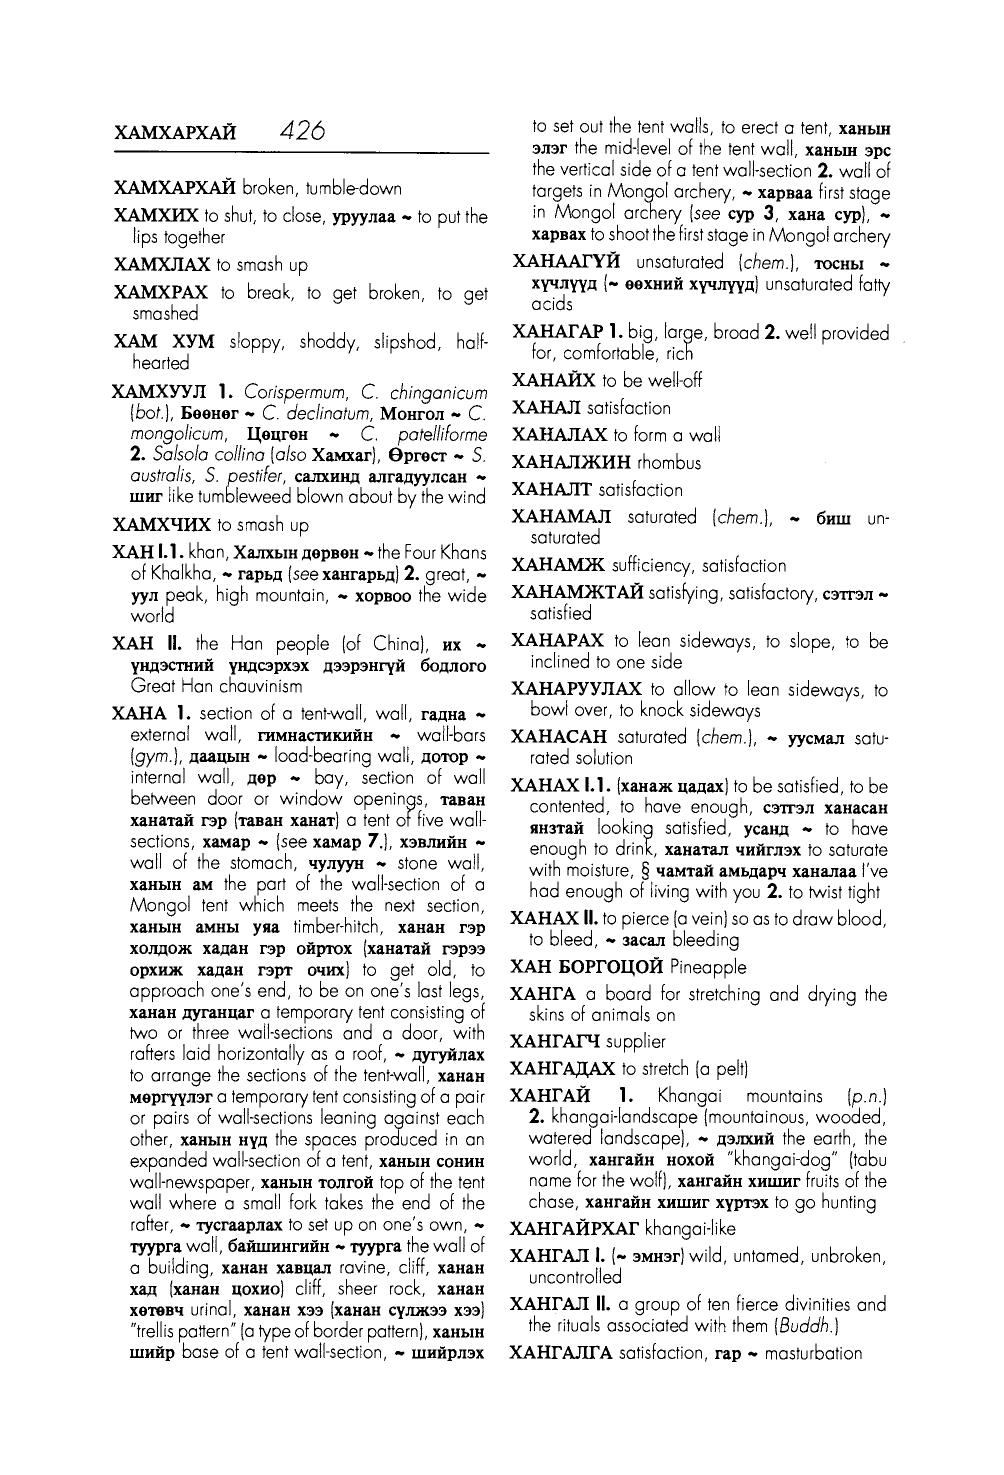 ХАМХАРХАЙ 426
ХАМХАРХАЙ broken, tumble-down
ХАМХИХ to shut, to close, уруулаа ~ to put the
lips together
ХАМХЛАХ to smash up
ХАМХРАХ to break, to get broken, to get
smashed
ХАМ ХУМ sloppy, shoddy, slipshod, half-
hearted
ХАМХУУЛ 1. Corispermum, C. chinganicum
(bot.), Бөөнөг ~ C. declinatum, Монгол ~ C.
mongolicum, Цөцгөн ~ C. patelliforme
2. Salsola collina (also Хамхаг), Өргөст ~ S.
australis, S. pestifer, салхинд алгадуулсан ~
шиг like tumbleweed blown about by the wind
ХАМХЧИХ to smash up
ХАН I.1. khan, Халхын дөрвөн ~ the Four Khans
of Khalkha, ~ гарьд (see хангарьд) 2. great, ~
уул peak, high mountain, ~ хорвоо the wide
world
ХАН II. the Han people (of China), их ~
үндэстний үндсэрхэх дээрэнгүй бодлого
Great Han chauvinism
ХАНА 1. section of a tent-wall, wall, гадна ~
external wall, гимнастикийн ~ wall-bars
(gym.), даацын ~ load-bearing wall, дотор ~
internal wall, дөр ~ bay, section of wall
between door or window openings, таван
ханатай гэр (таван ханат) a tent of five wall-
sections, хамар ~ (see хамар 7.), хэвлийн ~
wall of the stomach, чулуун ~ stone wall,
ханын ам the part of the wall-section of a
Mongol tent which meets the next section,
ханын амны уяа timber-hitch, ханан гэр
холдож хадан гэр ойртох (ханатай гэрээ
орхиж хадан гэрт очих) to get old, to
approach one's end, to be on one's last legs,
ханан дуганцаг a temporary tent consisting of
two or three wall-sections and a door, with
rafters laid horizontally as a roof, ~ дугуйлах
to arrange the sections of the tent-wall, ханан
мөргүүлэг a temporary tent consisting of a pair
or pairs of wall-sections leaning against each
other, ханын нүд the spaces produced in an
expanded wall-section of a tent, ханын сонин
wall-newspaper, ханын толгой top of the tent
wall where a small fork takes the end of the
rafter, ~ тусгаарлах to set up on one's own, ~
туурга wall, байшингийн ~ туурга the wall of
a building, ханан хавцал ravine, cliff, ханан
хад (ханан цохио) cliff, sheer rock, ханан
хөтөвч urinal, ханан хээ (ханан сүлжээ хээ)
"trellis pattern" (a type of border pattern), ханын
шийр base of a tent wall-section, ~ шийрлэх
to set out the tent walls, to erect a tent, ханын
элэг the mid-level of the tent wall, ханын эрс
the vertical side of a tent wall-section 2. wall of
targets in Mongol archery, ~ харваа first stage
in Mongol archery (see сур 3, хана сур), ~
харвах to shoot the first stage in Mongol archery
ХАНААГҮЙ unsaturated (chem.), тосны ~
хүчлүүд (~ өөхний хүчлүүд) unsaturated fatty
acids
ХАНАГАР 1. big, large, broad 2. well provided
for, comfortable, rich
ХАНАЙХ to be well-off
ХАНАЛ satisfaction
ХАНАЛАХ to form a wall
ХАНАЛЖИН rhombus
ХАНАЛТ satisfaction
ХАНАМАЛ saturated (chem.), ~ биш un-
saturated
ХАНАМЖ sufficiency, satisfaction
ХАНАМЖТАЙ satisfying, satisfactory, сэтгэл ~
satisfied
ХАНАРАХ to lean sideways, to slope, to be
inclined to one side
ХАНАРУУЛАХ to allow to lean sideways, to
bowl over, to knock sideways
ХАНАСАН saturated (chem.), ~ уусмал satu-
rated solution
ХАНАХ I.1. (ханаж цадах) to be satisfied, to be
contented, to have enough, сэтгэл ханасан
янзтай looking satisfied, усанд ~ to have
enough to drink, ханатал чийглэх to saturate
with moisture, § чамтай амьдарч ханалаа I've
had enough of living with you 2. to twist tight
ХАНАХ II. to pierce (a vein) so as to draw blood,
to bleed, ~ засал bleeding
ХАН БОРГОЦОЙ Pineapple
ХАНГА a board for stretching and drying the
skins of animals on
ХАНГАГЧ supplier
ХАНГАДАХ to stretch (a pelt)
ХАНГАЙ 1. Khangai mountains (p.n.)
2. khangai-landscape (mountainous, wooded,
watered landscape), ~ дэлхий the earth, the
world, хангайн нохой "khangai-dog" (tabu
name for the wolf), хангайн хишиг fruits of the
chase, хангайн хишиг хүртэх to go hunting
ХАНГАЙРХАГ khangai-like
ХАНГАЛ I. (~ эмнэг) wild, untamed, unbroken,
uncontrolled
ХАНГАЛ II. a group of ten fierce divinities and
the rituals associated with them (Buddh.)
ХАНГАЛГА satisfaction, гар ~ masturbation